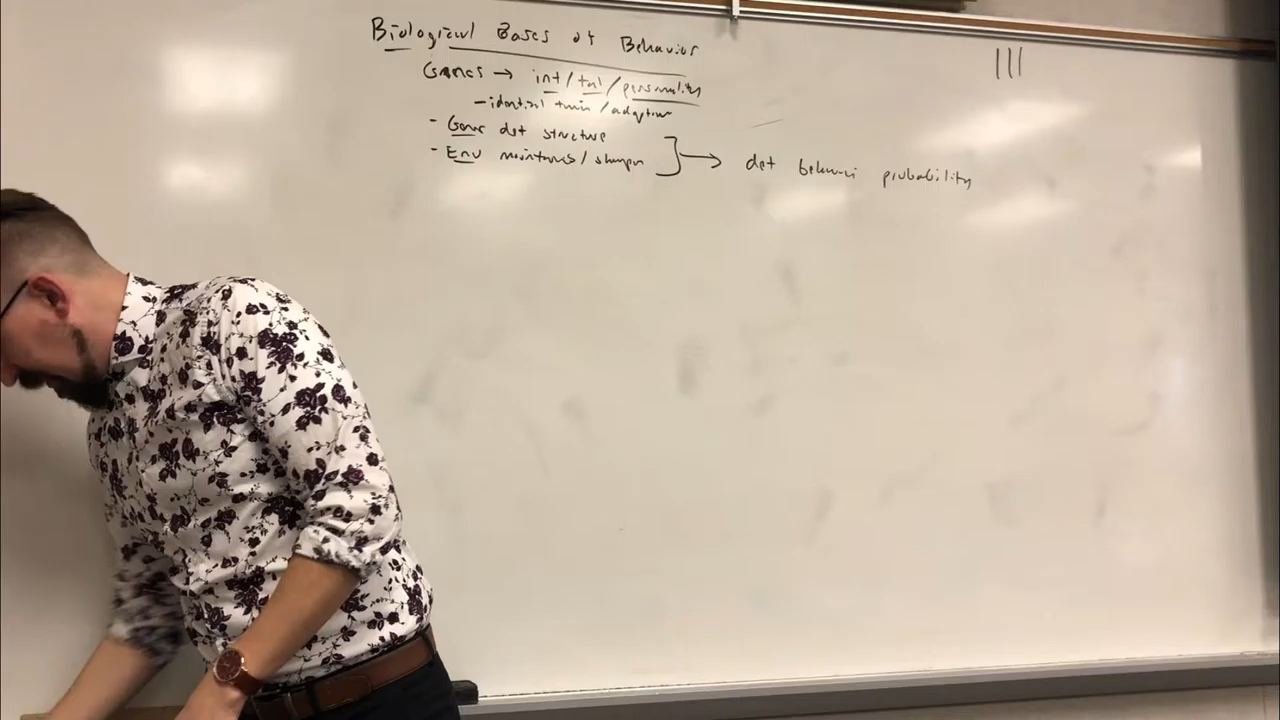 Biological Bases of Behavior
Genes → int/tal/personality
- identical twin/adoption
- Gene det structure
- Env maintains/shapes
} → det behavior probability
|||